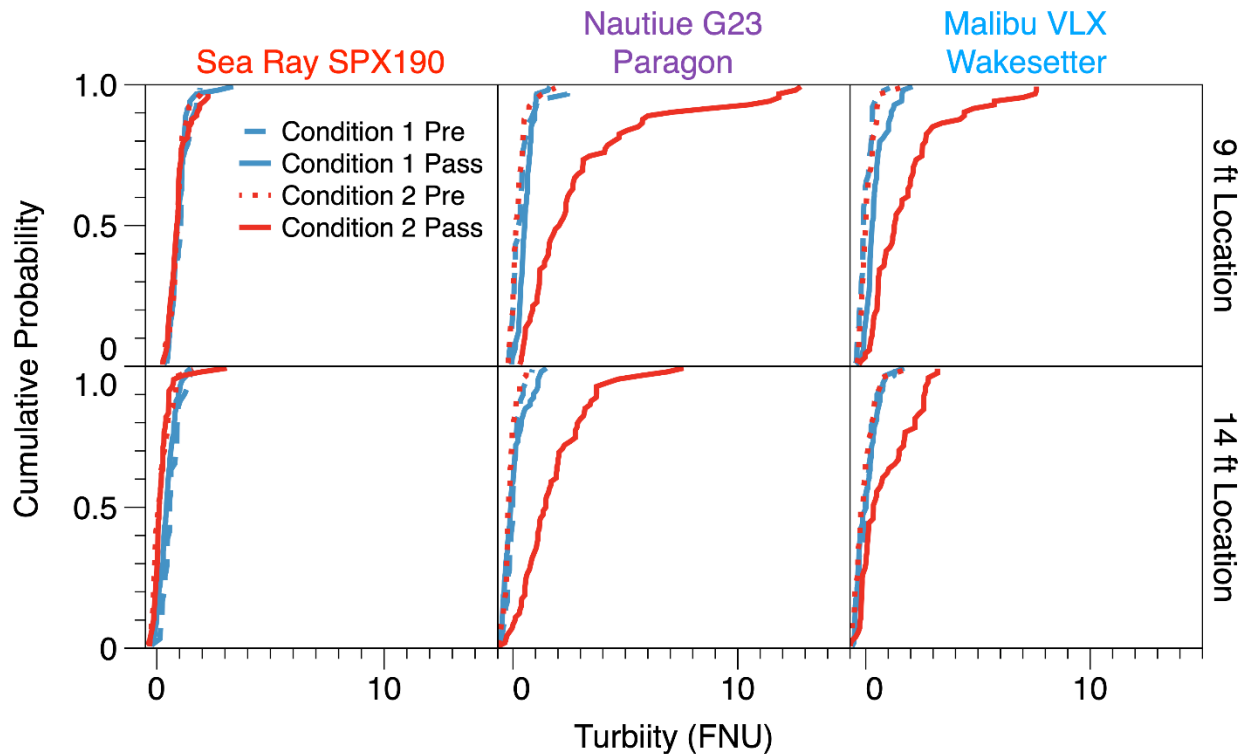 Sea Ray SPX190
Nautiue G23
Paragon
Malibu VLX
Wakesetter
1.0
0.5
0
Condition 1 Pre
Condition 1 Pass
Condition 2 Pre
Condition 2 Pass
9 ft Location
Cumulative Probability
1.0
0.5
0
14 ft Location
0 10 0 10 0 10
Turbiity (FNU)